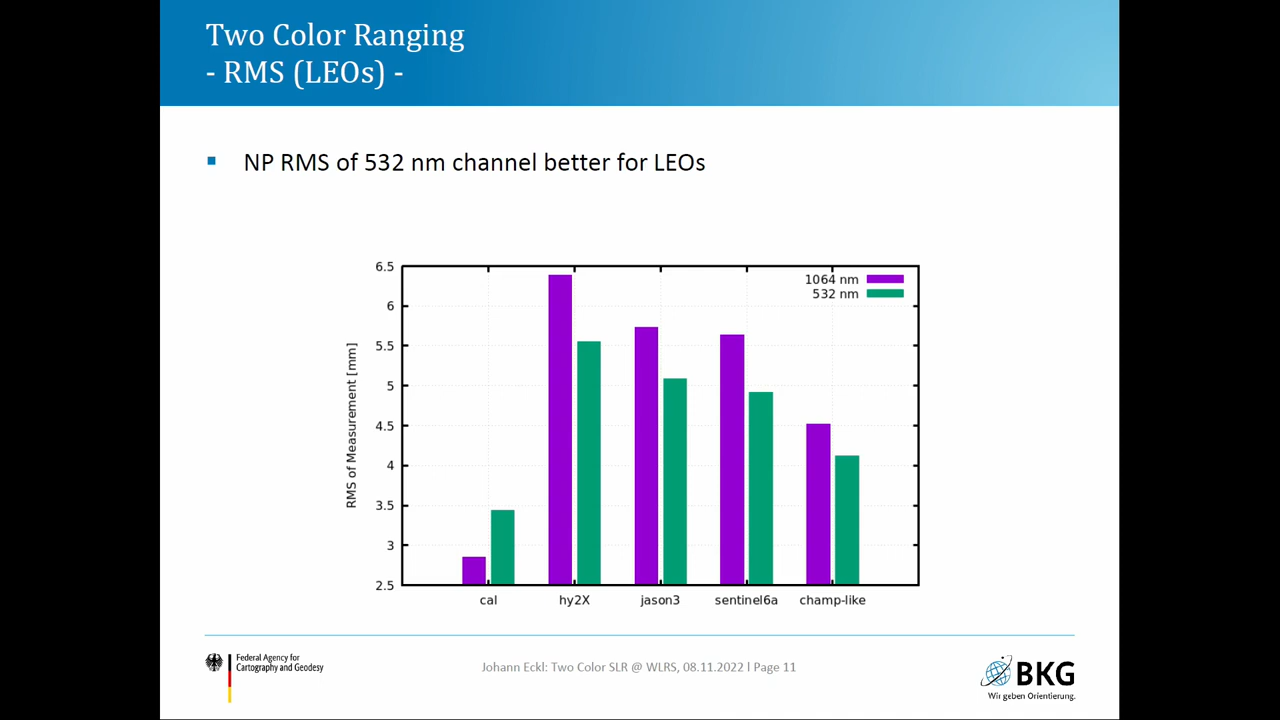 Two Color Ranging
- RMS (LEOs) -
NP RMS of 532 nm channel better for LEOs
6.5
6
5.5
5
4.5
4
3.5
3
2.5
RMS of Measurement [mm]
1064 nm
532 nm
cal hy2X jason3 sentinel6a champ-like
Federal Agency for
Cartography and Geodesy
Johann Eckl: Two Color SLR @ WLRS, 08.11.2022 I Page 11
BKG
Wir geben Orientierung.